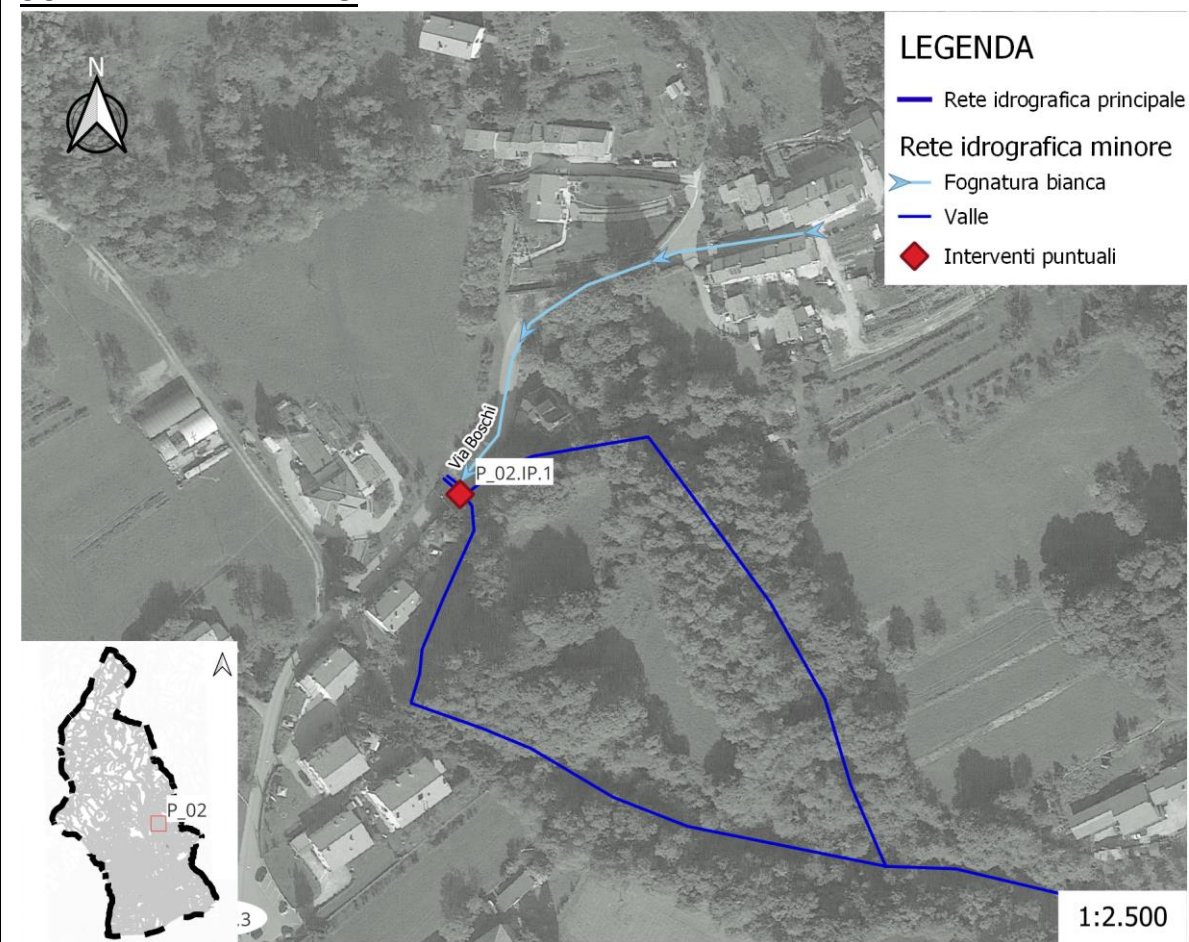 N
LEGENDA
Rete idrografica principale
Rete idrografica minore
Fognatura bianca
Valle
Interventi puntuali
Via Boschi
P_02.IP.1
P_02
.3
1:2.500